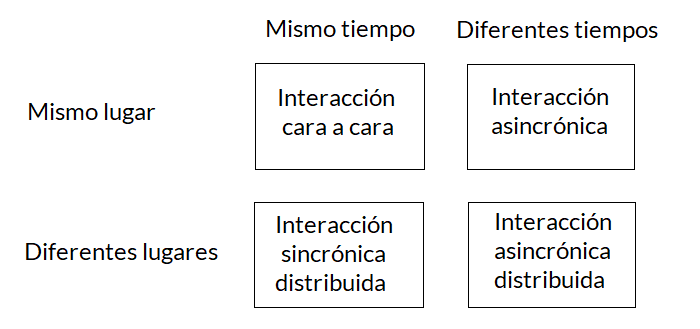 Mismo tiempo
Diferentes tiempos
Mismo lugar
Interacción
cara a cara
Interacción
asincrónica
Diferentes lugares
Interacción
sincrónica
distribuida
Interacción
asincrónica
distribuida